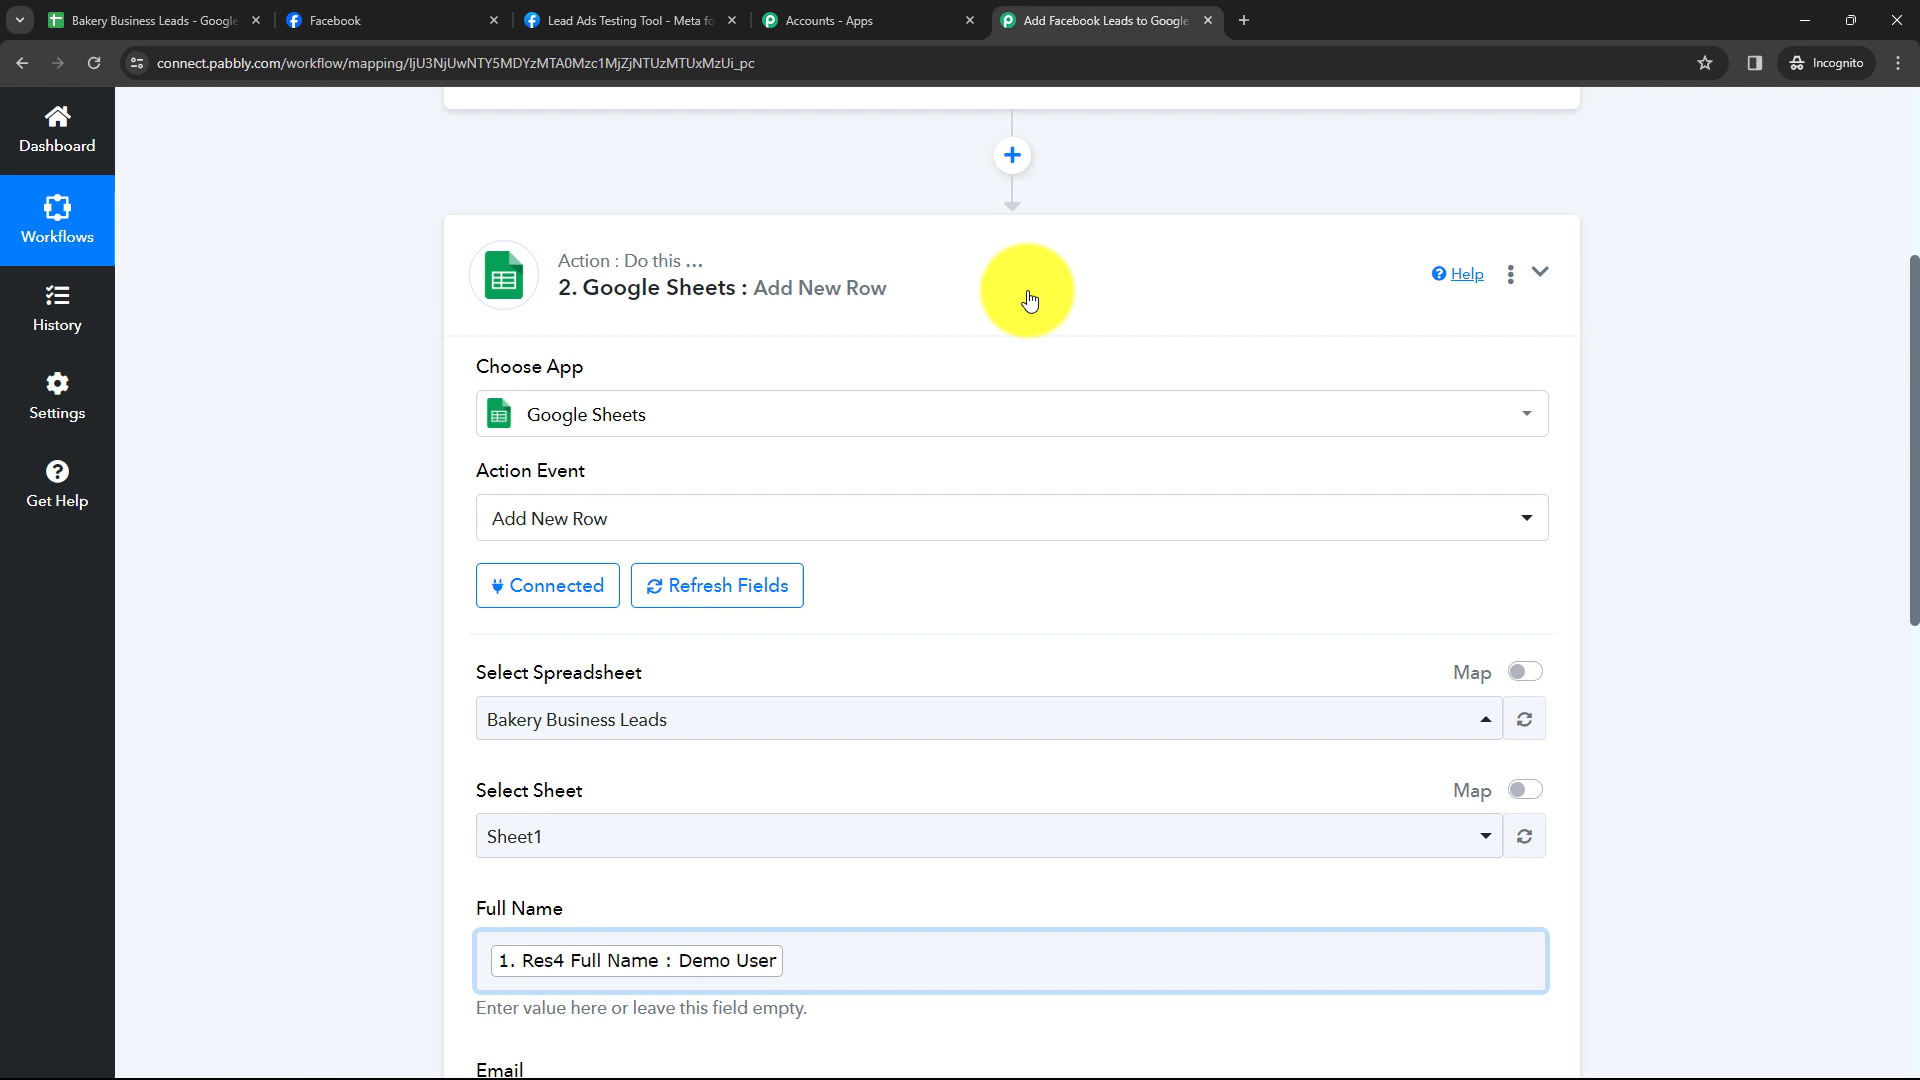 Bakery Business Leads - Google
Facebook
Lead Ads Testing Tool - Meta fo
Accounts - Apps
Add Facebook Leads to Google
connect.pabbly.com/workflow/mapping/IjU3NjUwNTY5MDYzMTA0Mzc1MjZjNTUzMTUxMzUi_pc
Incognito
Dashboard
Workflows
History
Settings
Get Help
Action : Do this ...
2. Google Sheets : Add New Row
Help
Choose App
Google Sheets
Action Event
Add New Row
Connected
Refresh Fields
Select Spreadsheet
Map
Bakery Business Leads
Select Sheet
Map
Sheet1
Full Name
1. Res4 Full Name : Demo User
Enter value here or leave this field empty.
Email